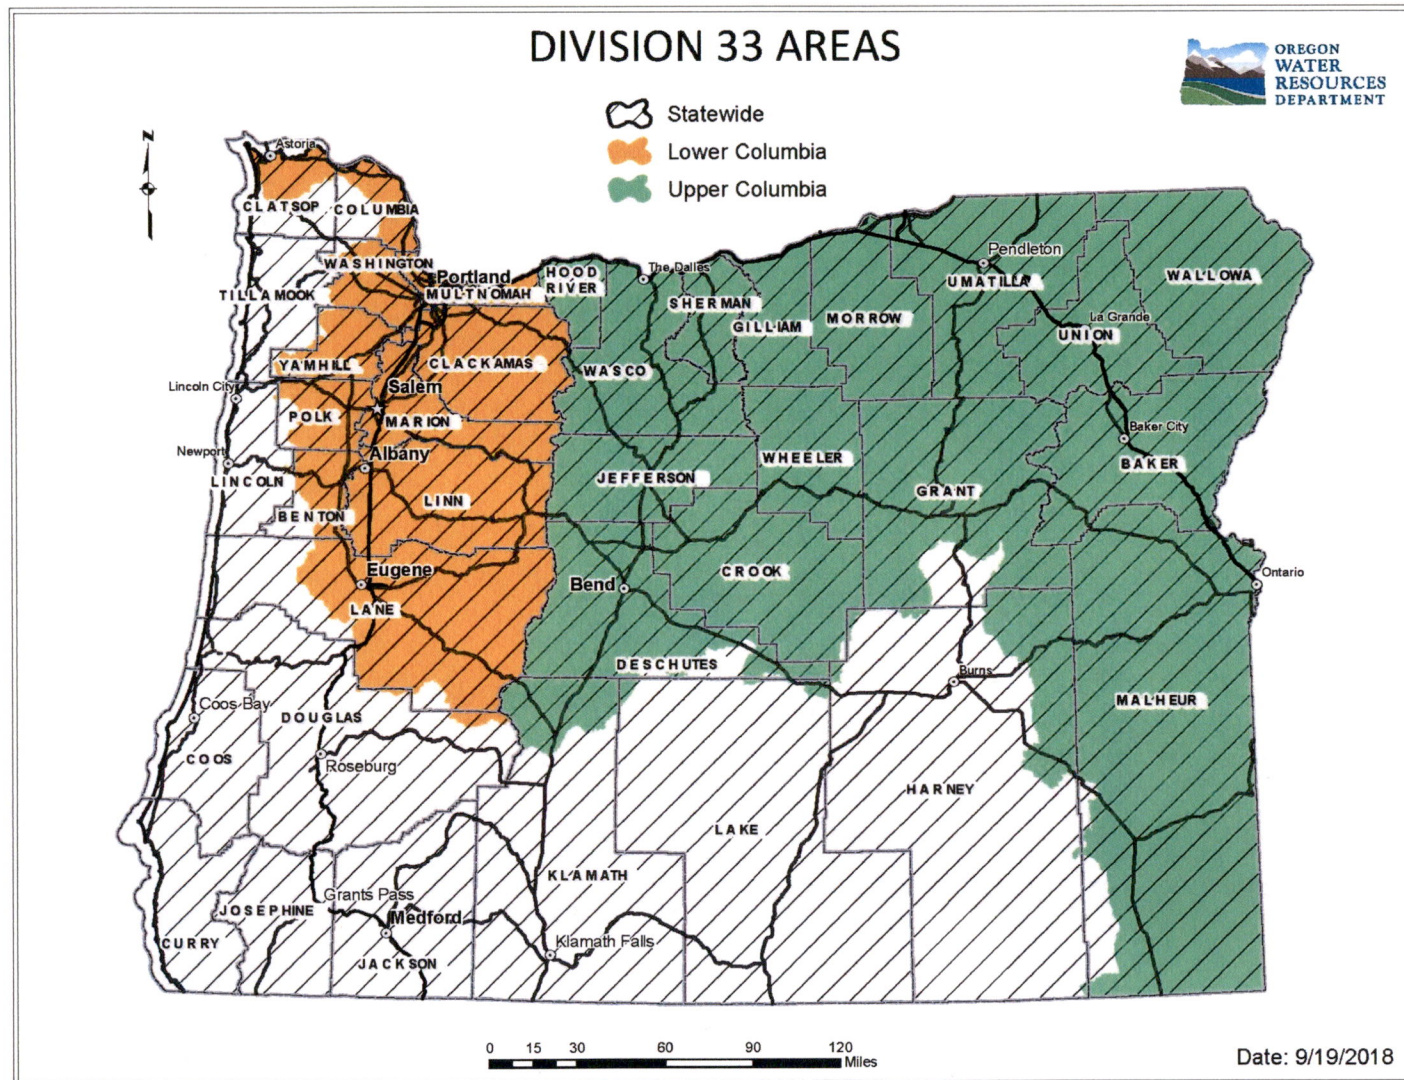 DIVISION 33 AREAS
OREGON
WATER
RESOURCES
DEPARTMENT
Statewide
Lower Columbia
Upper Columbia
N
Astoria
CLATSOP
COLUMBIA
WASHINGTON
Portland
MULTNOMAH
HOOD
RIVER
The Dalles
SHERMAN
GILLIAM
MORROW
Pendleton
UMATILLA
WALLOWA
La Grande
UNION
TILLAMOOK
YAMHILL
CLACKAMAS
WASCO
Lincoln City
Salem
POLK
MARION
Baker City
BAKER
Newport
Albany
LINCOLN
LINN
BENTON
JEFFERSON
WHEELER
GRANT
Eugene
LANE
Bend
CROOK
Ontario
DESCHUTES
Burns
MALHEUR
Coos Bay
DOUGLAS
COOS
Roseburg
HARNEY
LAKE
KLAMATH
Grants Pass
JOSEPHINE
Medford
CURRY
JACKSON
Klamath Falls
0 15 30 60 90 120
Miles
Date: 9/19/2018